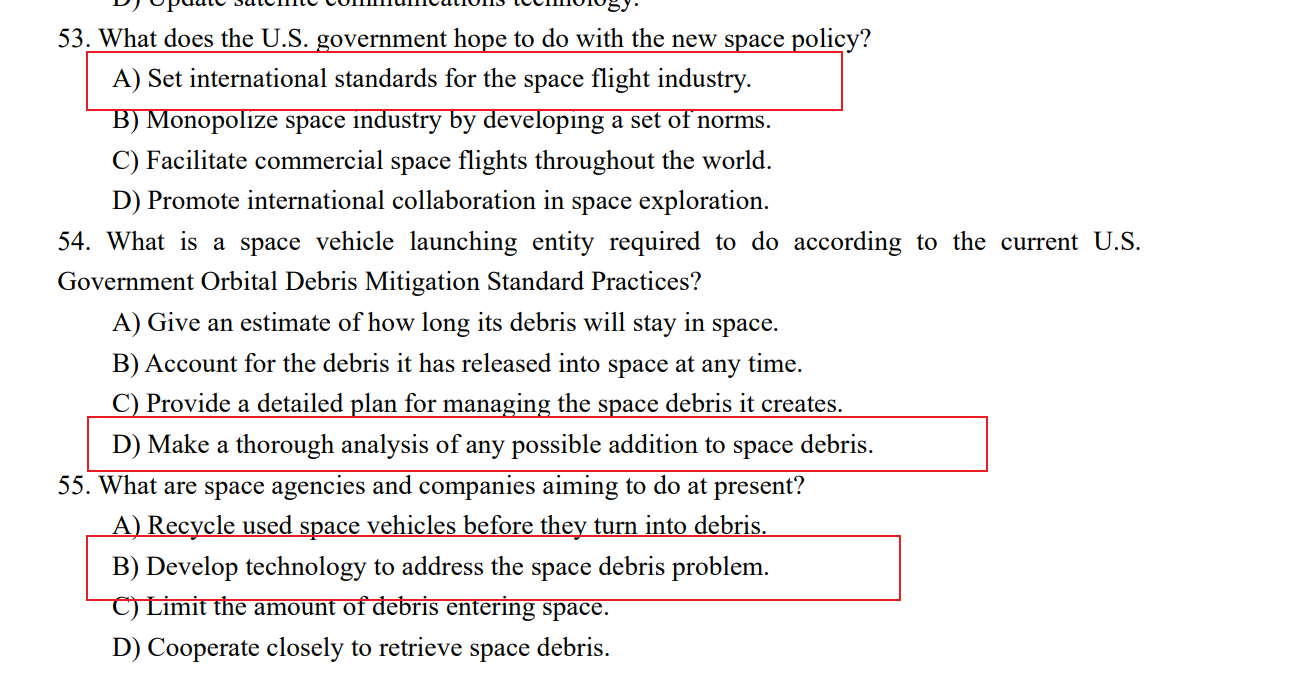 D) Update satellite communications technology.
53. What does the U.S. government hope to do with the new space policy?
A) Set international standards for the space flight industry.
B) Monopolize space industry by developing a set of norms.
C) Facilitate commercial space flights throughout the world.
D) Promote international collaboration in space exploration.
54. What is a space vehicle launching entity required to do according to the current U.S.
Government Orbital Debris Mitigation Standard Practices?
A) Give an estimate of how long its debris will stay in space.
B) Account for the debris it has released into space at any time.
C) Provide a detailed plan for managing the space debris it creates.
D) Make a thorough analysis of any possible addition to space debris.
55. What are space agencies and companies aiming to do at present?
A) Recycle used space vehicles before they turn into debris.
B) Develop technology to address the space debris problem.
C) Limit the amount of debris entering space.
D) Cooperate closely to retrieve space debris.